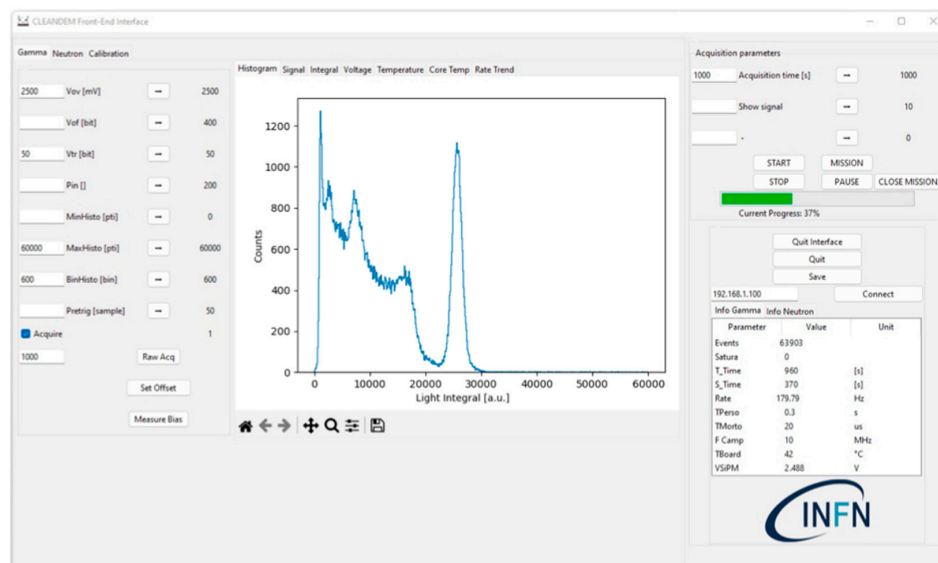 CLEANDEM Front-End Interface
Gamma Neutron Calibration
2500 Vov [mV] 2500
Vof [bit] 400
50 Vtr [bit] 50
Pin [] 200
MinHisto [pti] 0
60000 MaxHisto [pti] 60000
600 BinHisto [bin] 600
Pretrig [sample] 50
Acquire 1
1000 Raw Acq
Set Offset
Measure Bias
Histogram Signal Integral Voltage Temperature Core Temp Rate Trend
1200
1000
800
600
400
200
0
Counts
0 10000 20000 30000 40000 50000 60000
Light Integral [a.u.]
Acquisition parameters
1000 Acquisition time [s] 1000
Show signal 10
- 0
START MISSION
STOP PAUSE CLOSE MISSION
Current Progress: 37%
Quit Interface
Quit
Save
192.168.1.100 Connect
Info Gamma Info Neutron
Parameter Value Unit
Events 63903
Satura 0
T_Time 960 [s]
S_Time 370 [s]
Rate 179.79 Hz
TPerso 0.3 s
TMorto 20 us
F Camp 10 MHz
TBoard 42 °C
VSiPM 2.488 V
INFN